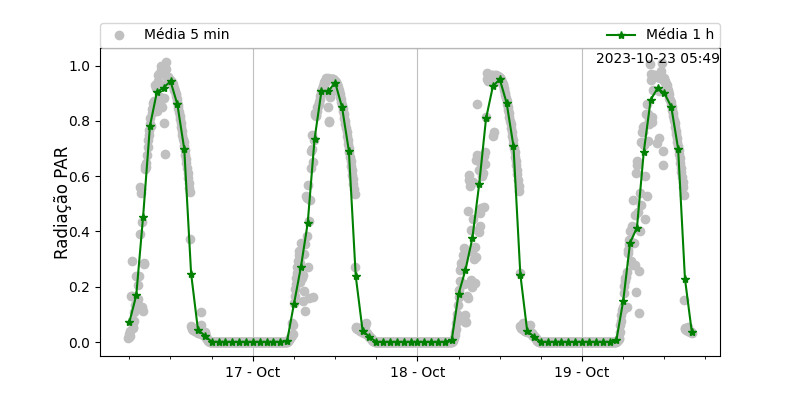 Média 5 min
Média 1 h
2023-10-23 05:49
Radiação PAR
1.0
0.8
0.6
0.4
0.2
0.0
17 - Oct
18 - Oct
19 - Oct